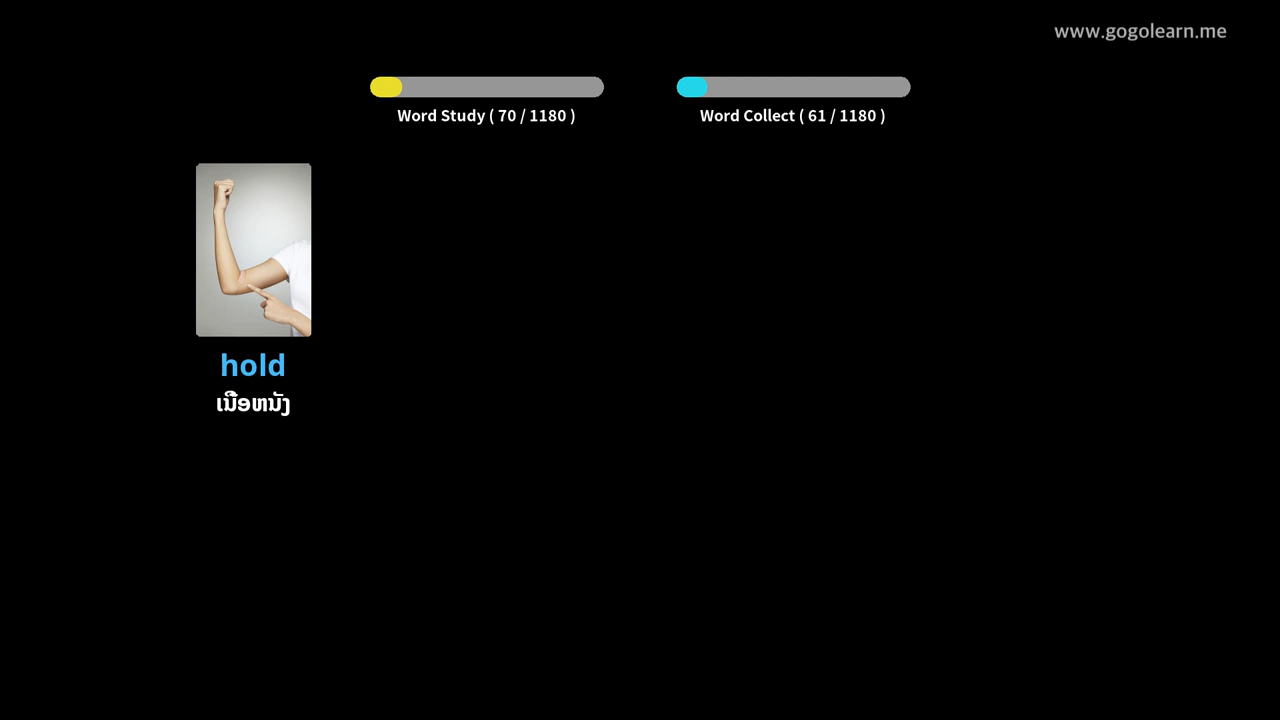 www.gogolearn.me
Word Study ( 70 / 1180 )
Word Collect ( 61 / 1180 )
hold
ເນື້ອຫນັງ